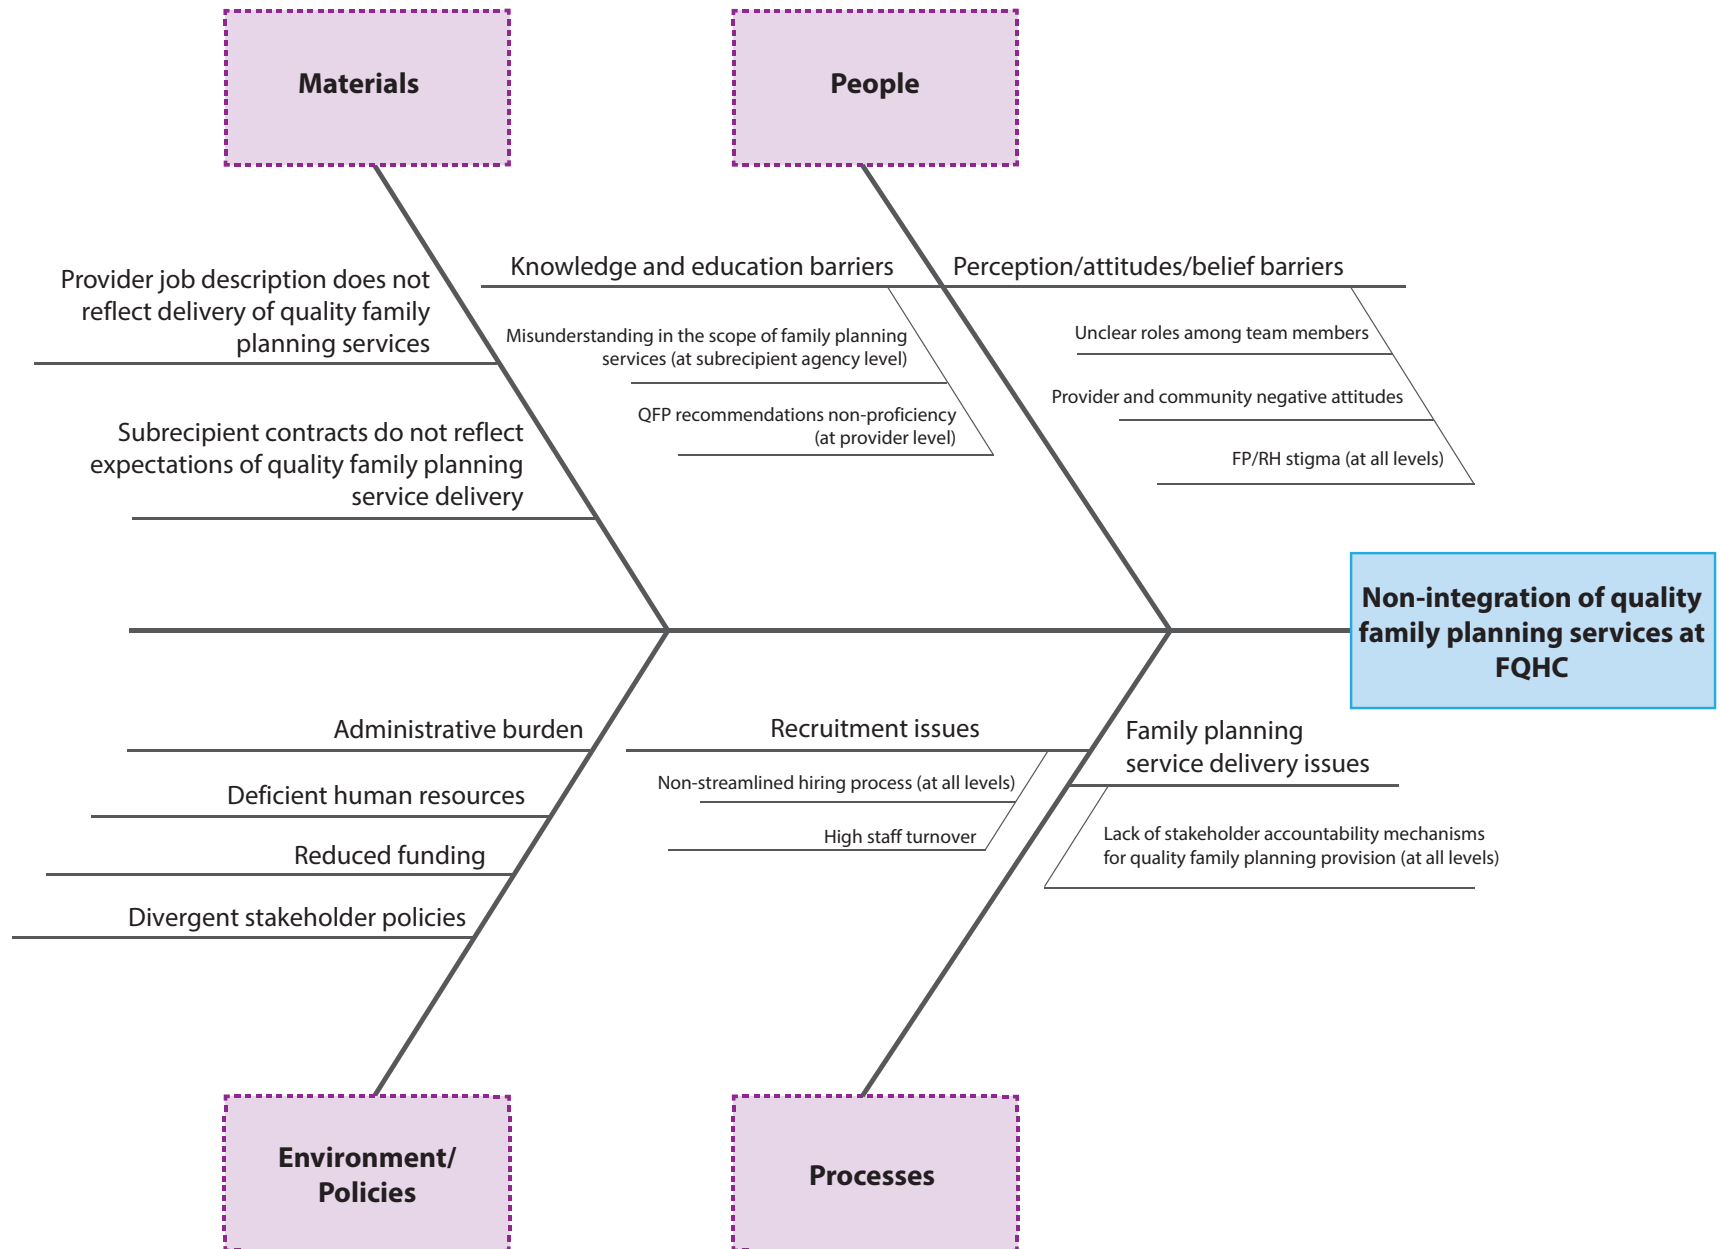 Materials
People
Provider job description does not
reflect delivery of quality family
planning services
Subrecipient contracts do not reflect
expectations of quality family planning
service delivery
Knowledge and education barriers
Misunderstanding in the scope of family planning
services (at subrecipient agency level)
QFP recommendations non-proficiency
(at provider level)
Perception/attitudes/belief barriers
Unclear roles among team members
Provider and community negative attitudes
FP/RH stigma (at all levels)
Non-integration of quality
family planning services at
FQHC
Administrative burden
Deficient human resources
Reduced funding
Divergent stakeholder policies
Recruitment issues
Non-streamlined hiring process (at all levels)
High staff turnover
Family planning
service delivery issues
Lack of stakeholder accountability mechanisms
for quality family planning provision (at all levels)
Environment/
Policies
Processes